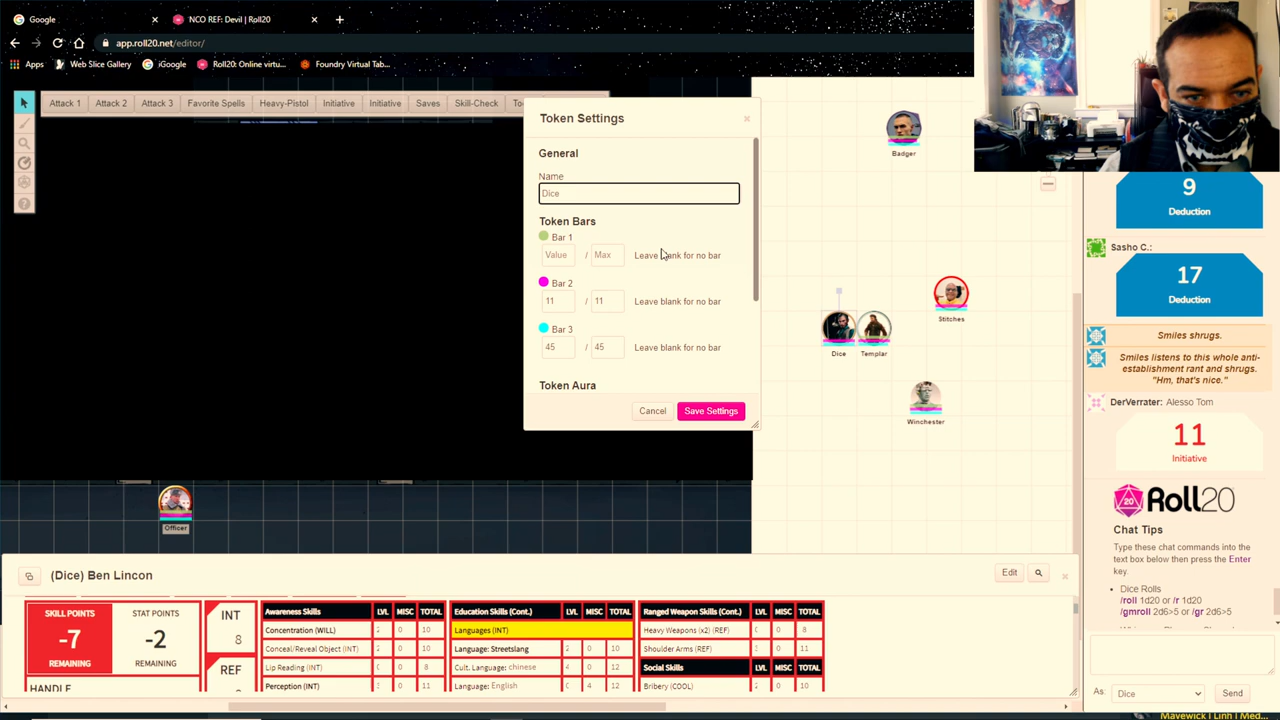 Google
NCO REF: Devil | Roll20
app.roll20.net/editor/
Apps
Web Slice Gallery
iGoogle
Roll20: Online virtu...
Foundry Virtual Tab...
Attack 1
Attack 2
Attack 3
Favorite Spells
Heavy-Pistol
Initiative
Initiative
Saves
Skill-Check
Token Settings
General
Name
Dice
Token Bars
Bar 1
Value / Max Leave blank for no bar
Bar 2
11 / 11 Leave blank for no bar
Bar 3
45 / 45 Leave blank for no bar
Token Aura
Cancel
Save Settings
Badger
Stitches
Dice
Templar
Winchester
Officer
9
Deduction
Sasho C.:
17
Deduction
Smiles shrugs.
Smiles listens to this whole anti-
establishment rant and shrugs.
"Hm, that's nice."
DerVerrater: Alesso Tom
11
Initiative
20
Roll20
Chat Tips
Type these chat commands into the
text box below then press the Enter
key.
Dice Rolls
/roll 1d20 or /r 1d20
/gmroll 2d6>5 or /gr 2d6>5
As:
Dice
Send
(Dice) Ben Lincon
Edit
SKILL POINTS
-7
REMAINING
STAT POINTS
-2
REMAINING
HANDLE
INT
8
REF
Awareness Skills LVL MISC TOTAL
Concentration (WILL) 0 10
Conceal/Reveal Object (INT) 0 10
Lip Reading (INT) 0 8
Perception (INT) 0 11
Education Skills (Cont.) LVL MISC TOTAL
Languages (INT)
Language: Streetslang 2 0 10
Cult. Language: chinese 4 0 12
Language: English 4 12
Ranged Weapon Skills (Cont.) LVL MISC TOTAL
Heavy Weapons (x2) (REF) 0 8
Shoulder Arms (REF) 0 11
Social Skills LVL MISC TOTAL
Bribery (COOL) 0 10